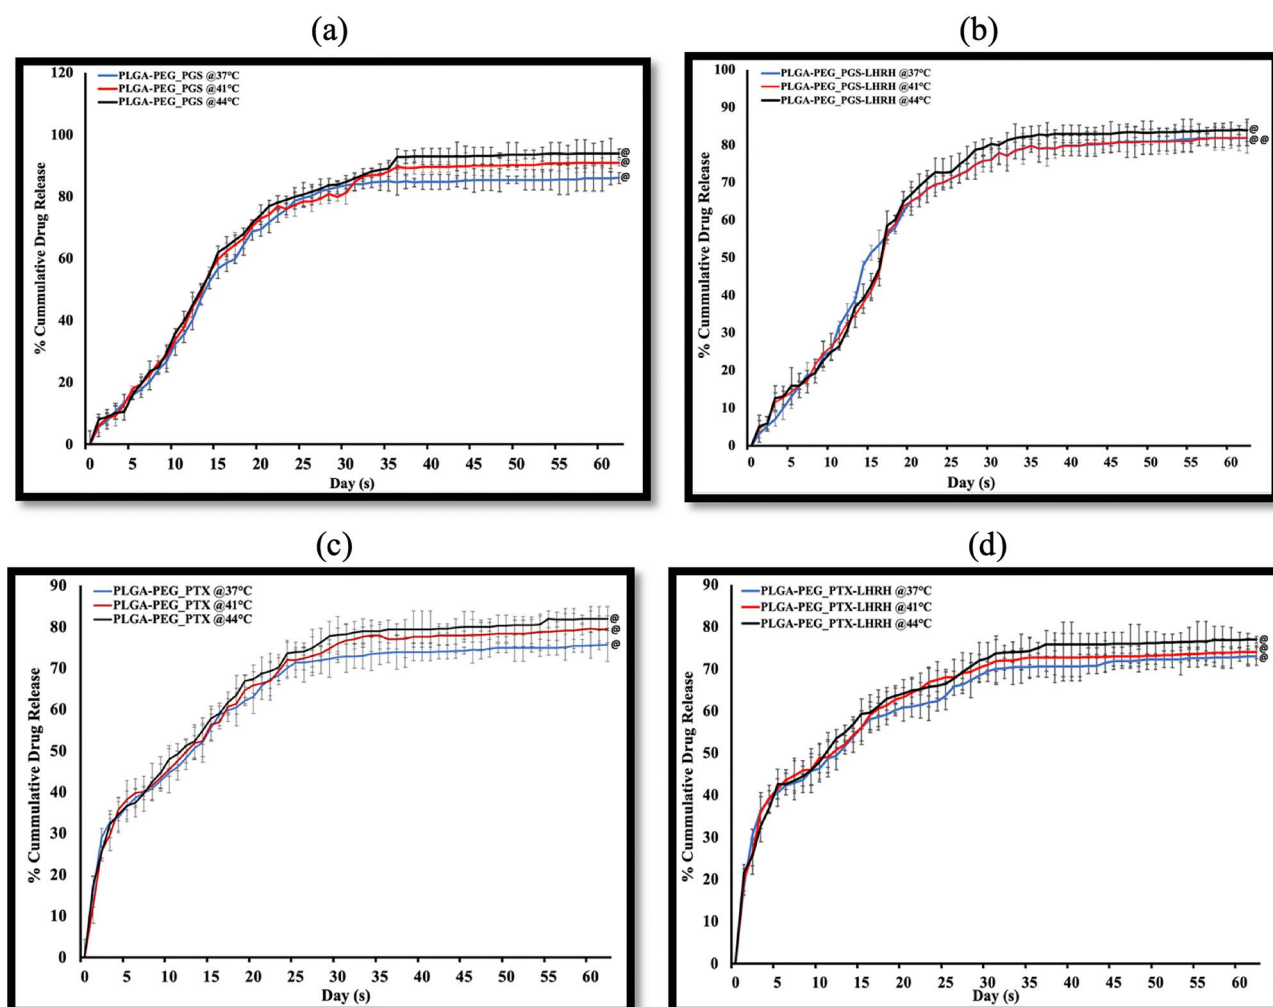 (a)
PLGA-PEG_PGS @37°C
PLGA-PEG_PGS @41°C
PLGA-PEG_PGS @44°C
% Cummulative Drug Release
120
100
80
60
40
20
0
@
@
@
0 5 10 15 20 25 30 35 40 45 50 55 60
Day (s)
(b)
PLGA-PEG_PGS-LHRH @37°C
PLGA-PEG_PGS-LHRH @41°C
PLGA-PEG_PGS-LHRH @44°C
% Cummulative Drug Release
100
90
80
70
60
50
40
30
20
10
0
@
@ @
0 5 10 15 20 25 30 35 40 45 50 55 60
Day (s)
(c)
PLGA-PEG_PTX @37°C
PLGA-PEG_PTX @41°C
PLGA-PEG_PTX @44°C
% Cummulative Drug Release
90
80
70
60
50
40
30
20
10
0
@
@
@
0 5 10 15 20 25 30 35 40 45 50 55 60
Day (s)
(d)
PLGA-PEG_PTX-LHRH @37°C
PLGA-PEG_PTX-LHRH @41°C
PLGA-PEG_PTX-LHRH @44°C
% Cummulative Drug Release
90
80
70
60
50
40
30
20
10
0
@
@
@
0 5 10 15 20 25 30 35 40 45 50 55 60
Day (s)